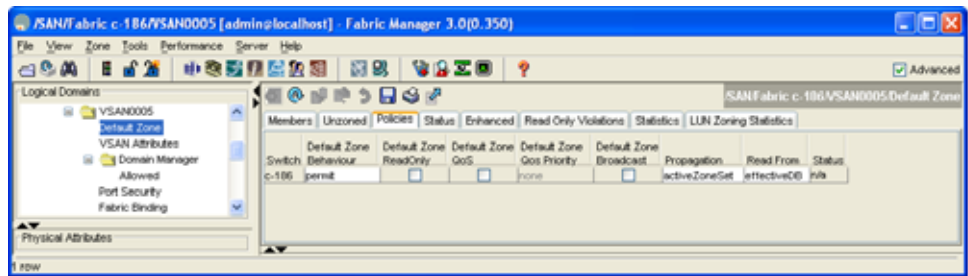 /SAN/Fabric c-186/VSAN0005 [admin@localhost] - Fabric Manager 3.0(0.350)
File View Zone Tools Performance Server Help
Advanced
Logical Domains
/SAN/Fabric c-186/VSAN0005/Default Zone
VSAN0005
Default Zone
VSAN Attributes
Domain Manager
Allowed
Port Security
Fabric Binding
Physical Attributes
Members Unzoned Policies Status Enhanced Read Only Violations Statistics LUN Zoning Statistics
Default Zone Default Zone Default Zone Default Zone Default Zone
Switch Behaviour ReadOnly QoS Qos Priority Broadcast Propagation Read From Status
c-186 permit none activeZoneSet effectiveDB n/a
1 row